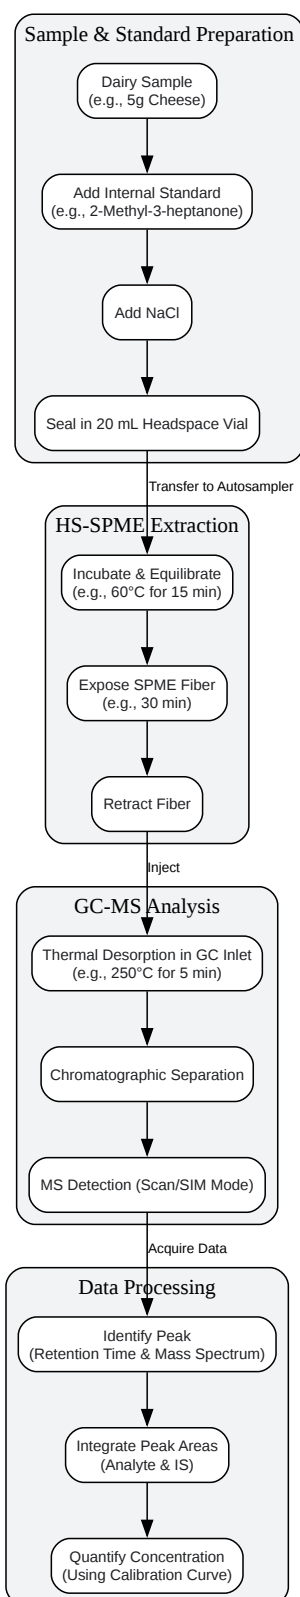 Sample & Standard Preparation
Dairy Sample
(e.g., 5g Cheese)
Add Internal Standard
(e.g., 2-Methyl-3-heptanone)
Add NaCl
Seal in 20 mL Headspace Vial
Transfer to Autosampler
HS-SPME Extraction
Incubate & Equilibrate
(e.g., 60°C for 15 min)
Expose SPME Fiber
(e.g., 30 min)
Retract Fiber
Inject
GC-MS Analysis
Thermal Desorption in GC Inlet
(e.g., 250°C for 5 min)
Chromatographic Separation
MS Detection (Scan/SIM Mode)
Acquire Data
Data Processing
Identify Peak
(Retention Time & Mass Spectrum)
Integrate Peak Areas
(Analyte & IS)
Quantify Concentration
(Using Calibration Curve)